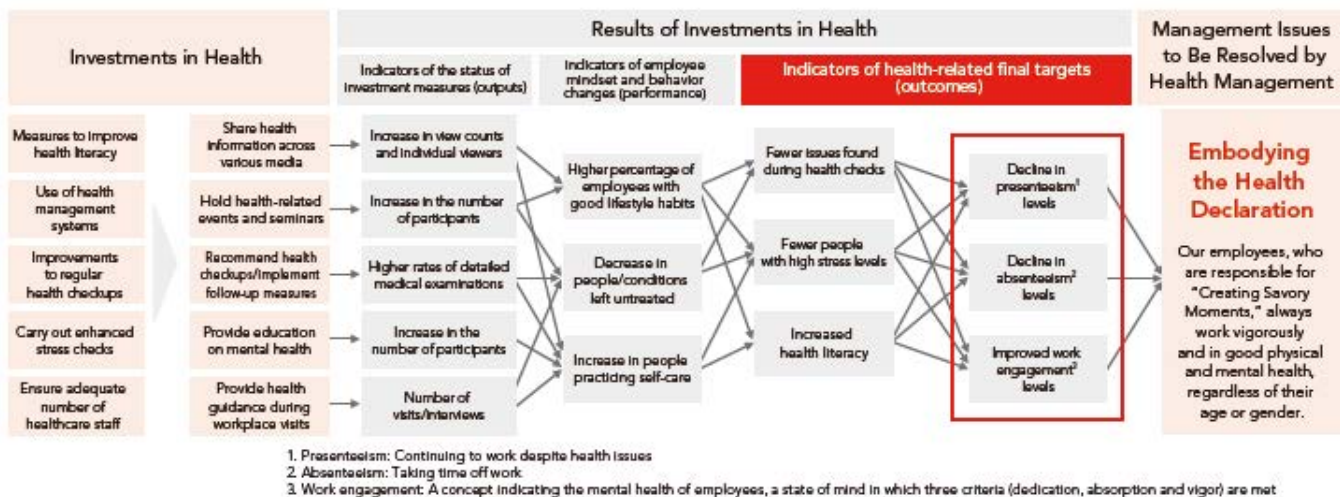 Investments in Health
Results of Investments in Health
Management Issues
to Be Resolved by
Health Management
Indicators of the status of
investment measures (outputs)
Indicators of employee
mindset and behavior
changes (performance)
Indicators of health-related final targets
(outcomes)
Measures to improve
health literacy
Use of health
management
systems
Improvements
to regular
health checkups
Carry out enhanced
stress checks
Ensure adequate
number of
healthcare staff
Share health
information across
various media
Hold health-related
events and seminars
Recommend health
checkups/implement
follow-up measures
Provide education
on mental health
Provide health
guidance during
workplace visits
Increase in view counts
and individual viewers
Increase in the number
of participants
Higher rates of detailed
medical examinations
Increase in the
number of participants
Number of
visits/interviews
Higher percentage of
employees with
good lifestyle habits
Decrease in
people/conditions
left untreated
Increase in people
practicing self-care
Fewer issues found
during health checks
Fewer people
with high stress levels
Increased
health literacy
Decline in
presenteeism¹
levels
Decline in
absenteeism²
levels
Improved work
engagement³
levels
Embodying
the Health
Declaration
Our employees, who
are responsible for
"Creating Savory
Moments," always
work vigorously
and in good physical
and mental health,
regardless of their
age or gender.
1. Presenteeism: Continuing to work despite health issues
2. Absenteeism: Taking time off work
3. Work engagement: A concept indicating the mental health of employees, a state of mind in which three criteria (dedication, absorption and vigor) are met